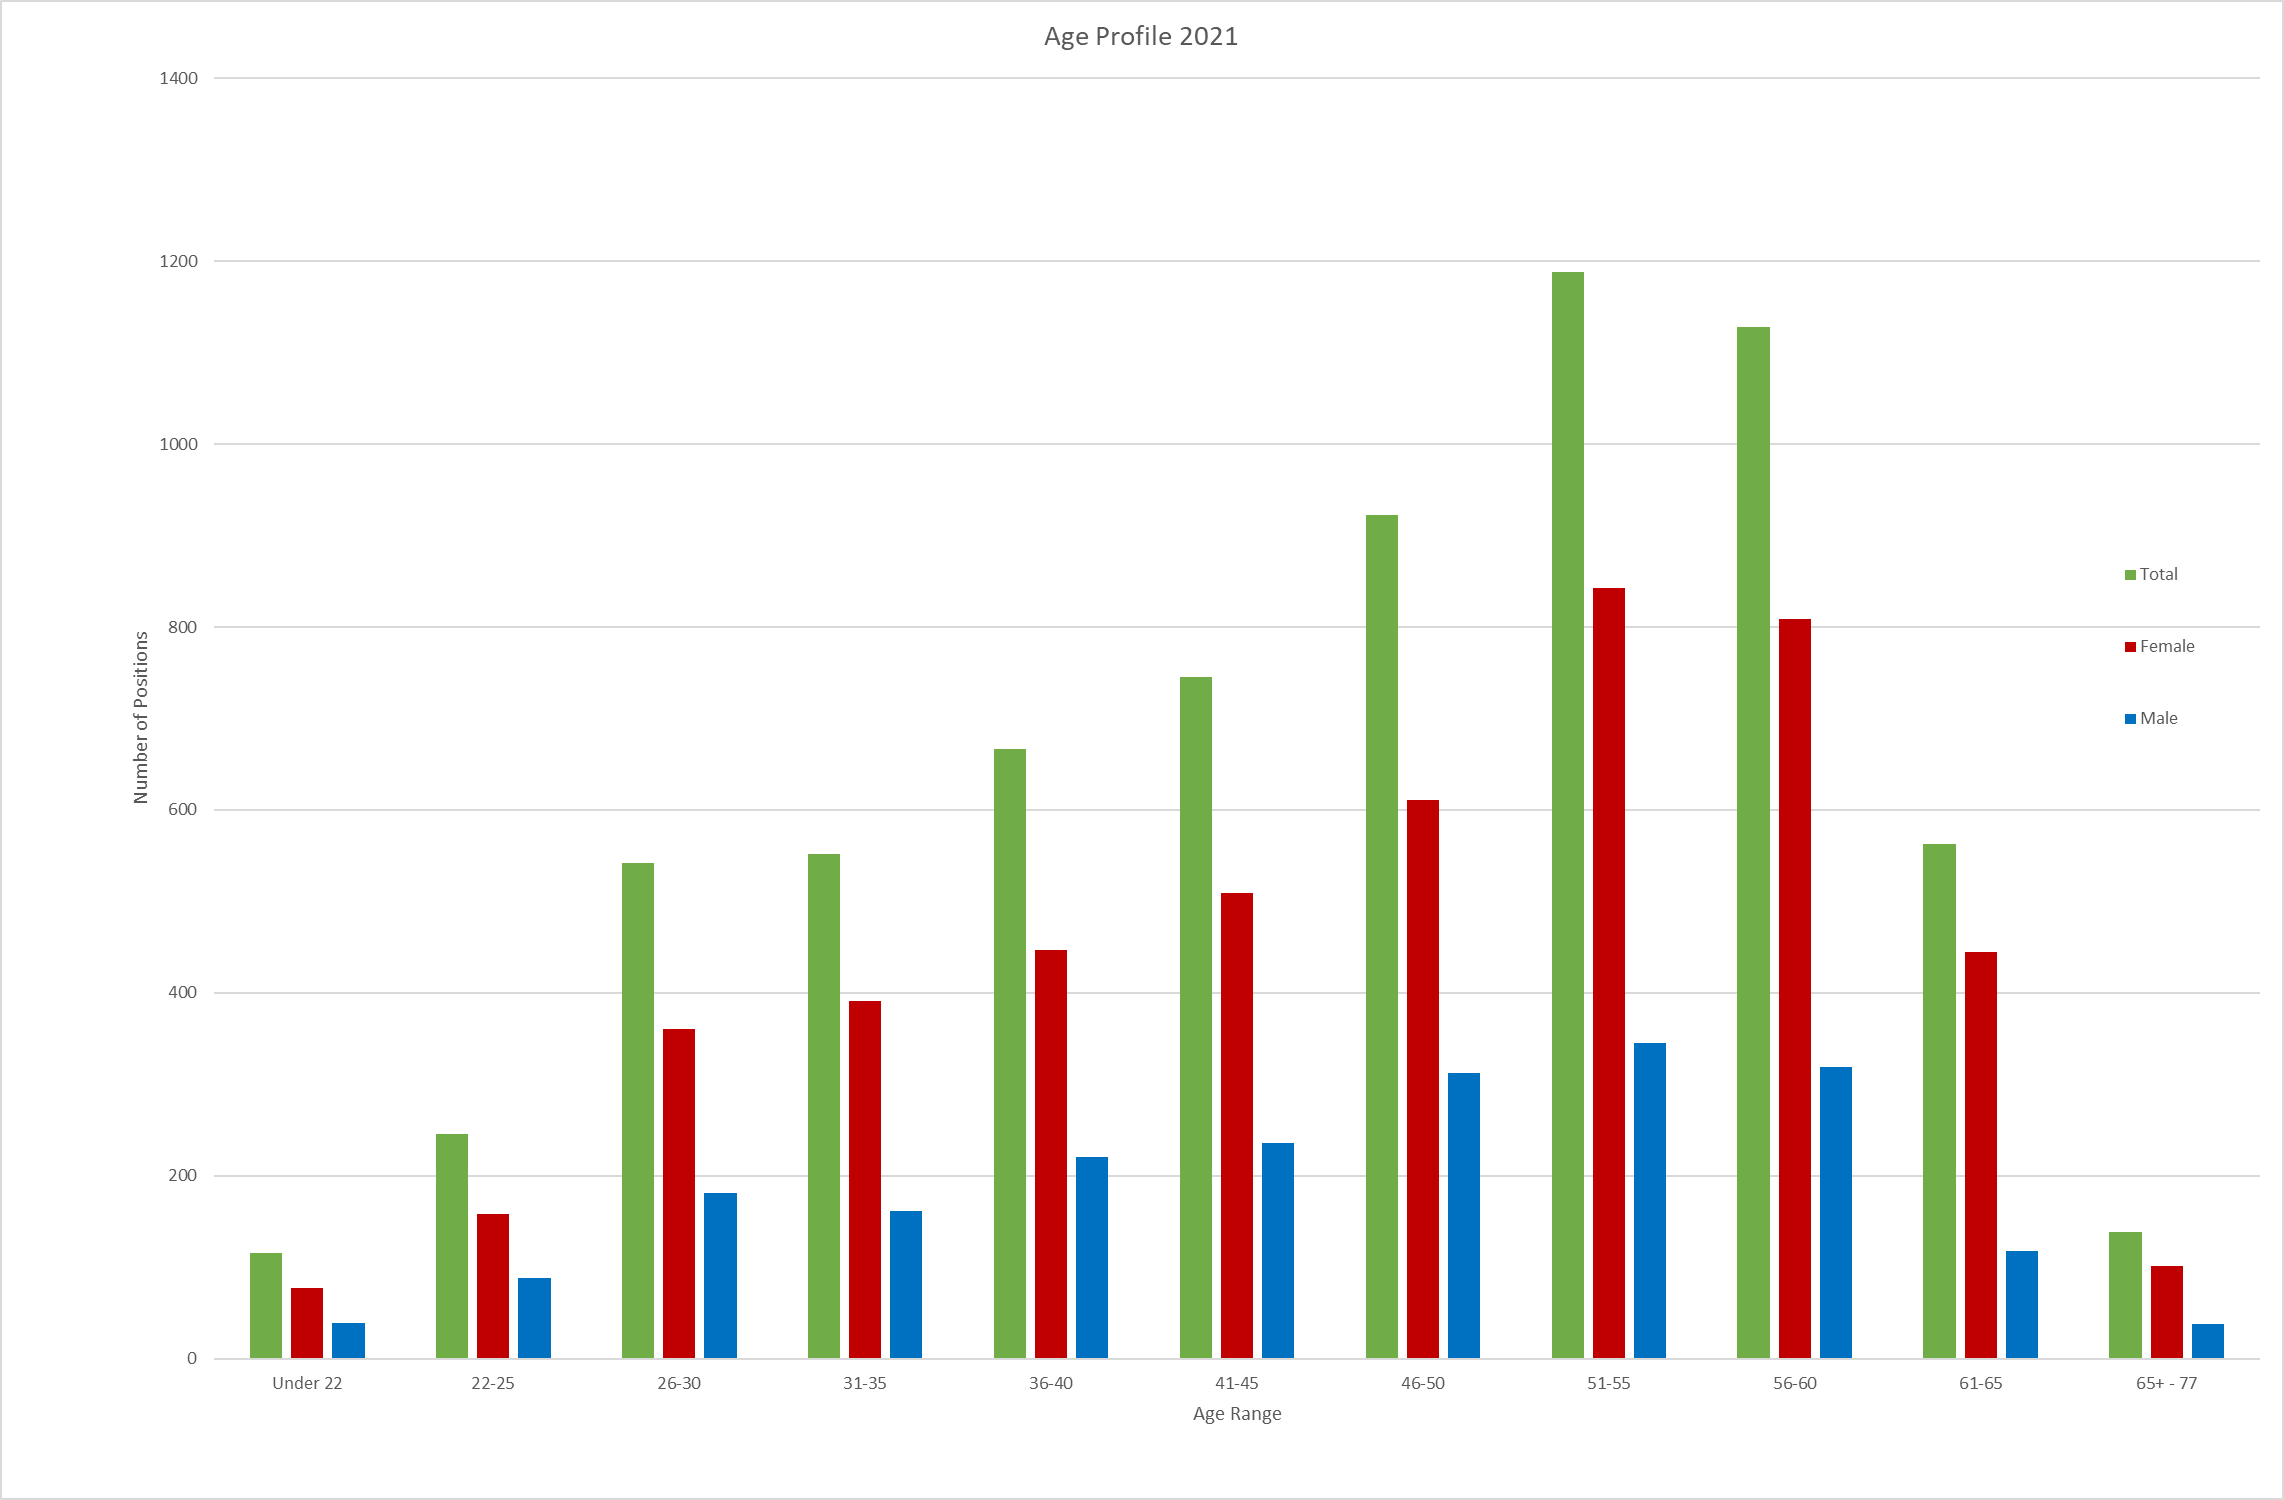 Age Profile 2021
1400
1200
1000
800
600
400
200
0
Number of Positions
Total
Female
Male
Under 22 22-25 26-30 31-35 36-40 41-45 46-50 51-55 56-60 61-65 65+ - 77
Age Range